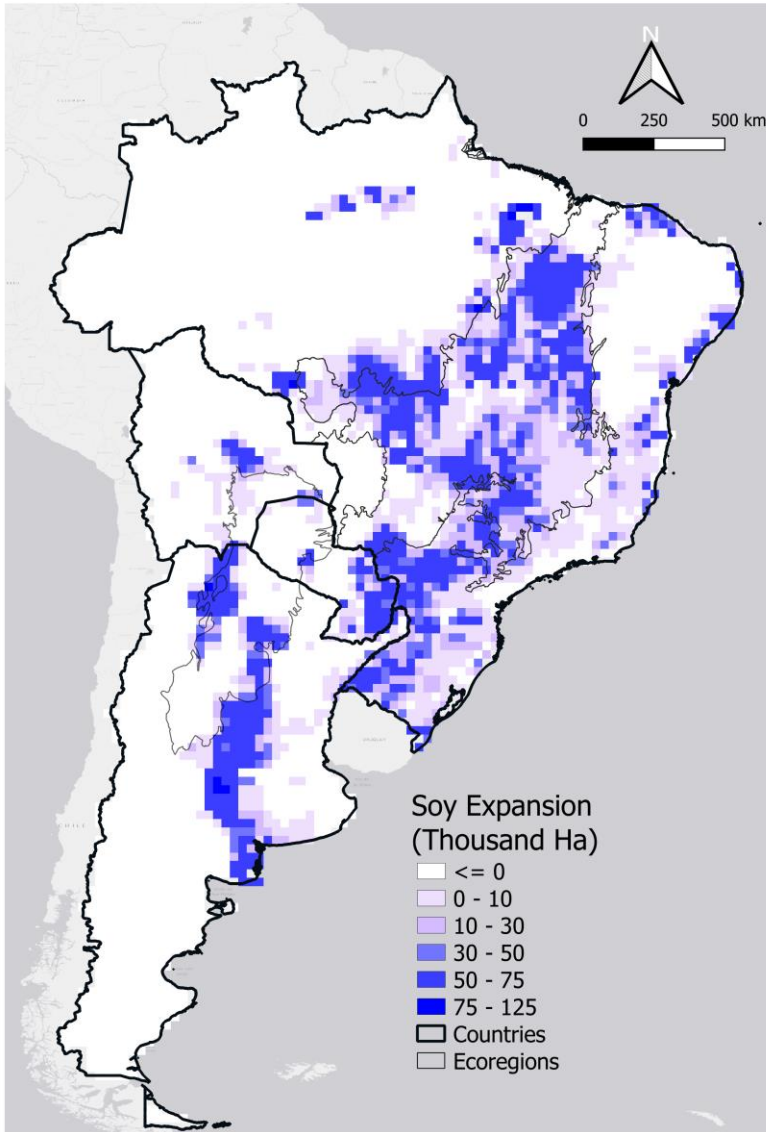 N
0 250 500 km
Soy Expansion
(Thousand Ha)
<= 0
0 - 10
10 - 30
30 - 50
50 - 75
75 - 125
Countries
Ecoregions